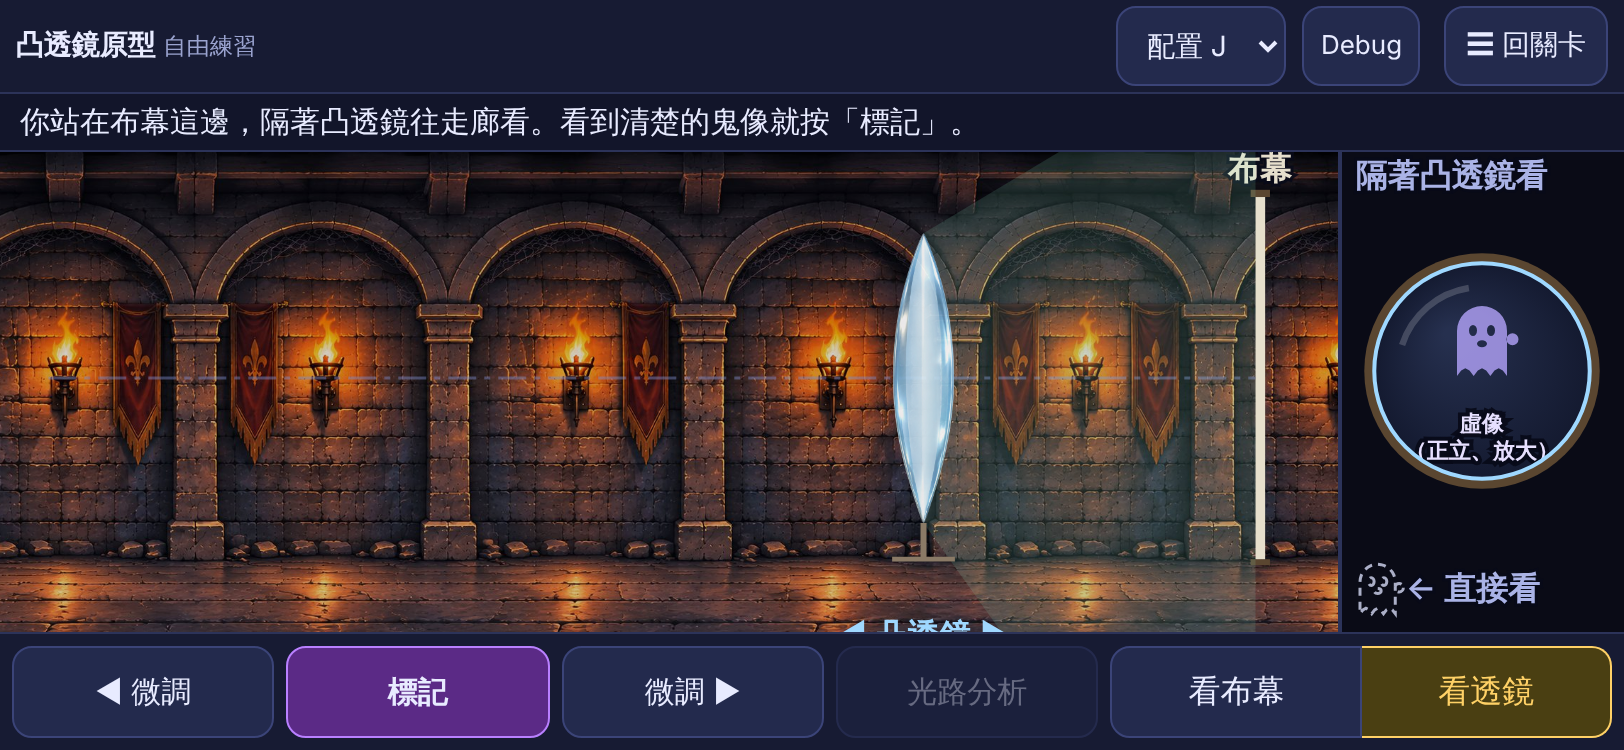 凸透鏡原型 自由練習
配置 J
Debug
☰ 回關卡
你站在布幕這邊，隔著凸透鏡往走廊看。看到清楚的鬼像就按「標記」。
布幕
隔著凸透鏡看
虛像
（正立、放大）
← 直接看
◀ 凸透鏡 ▶
◀ 微調
標記
微調 ▶
光路分析
看布幕
看透鏡